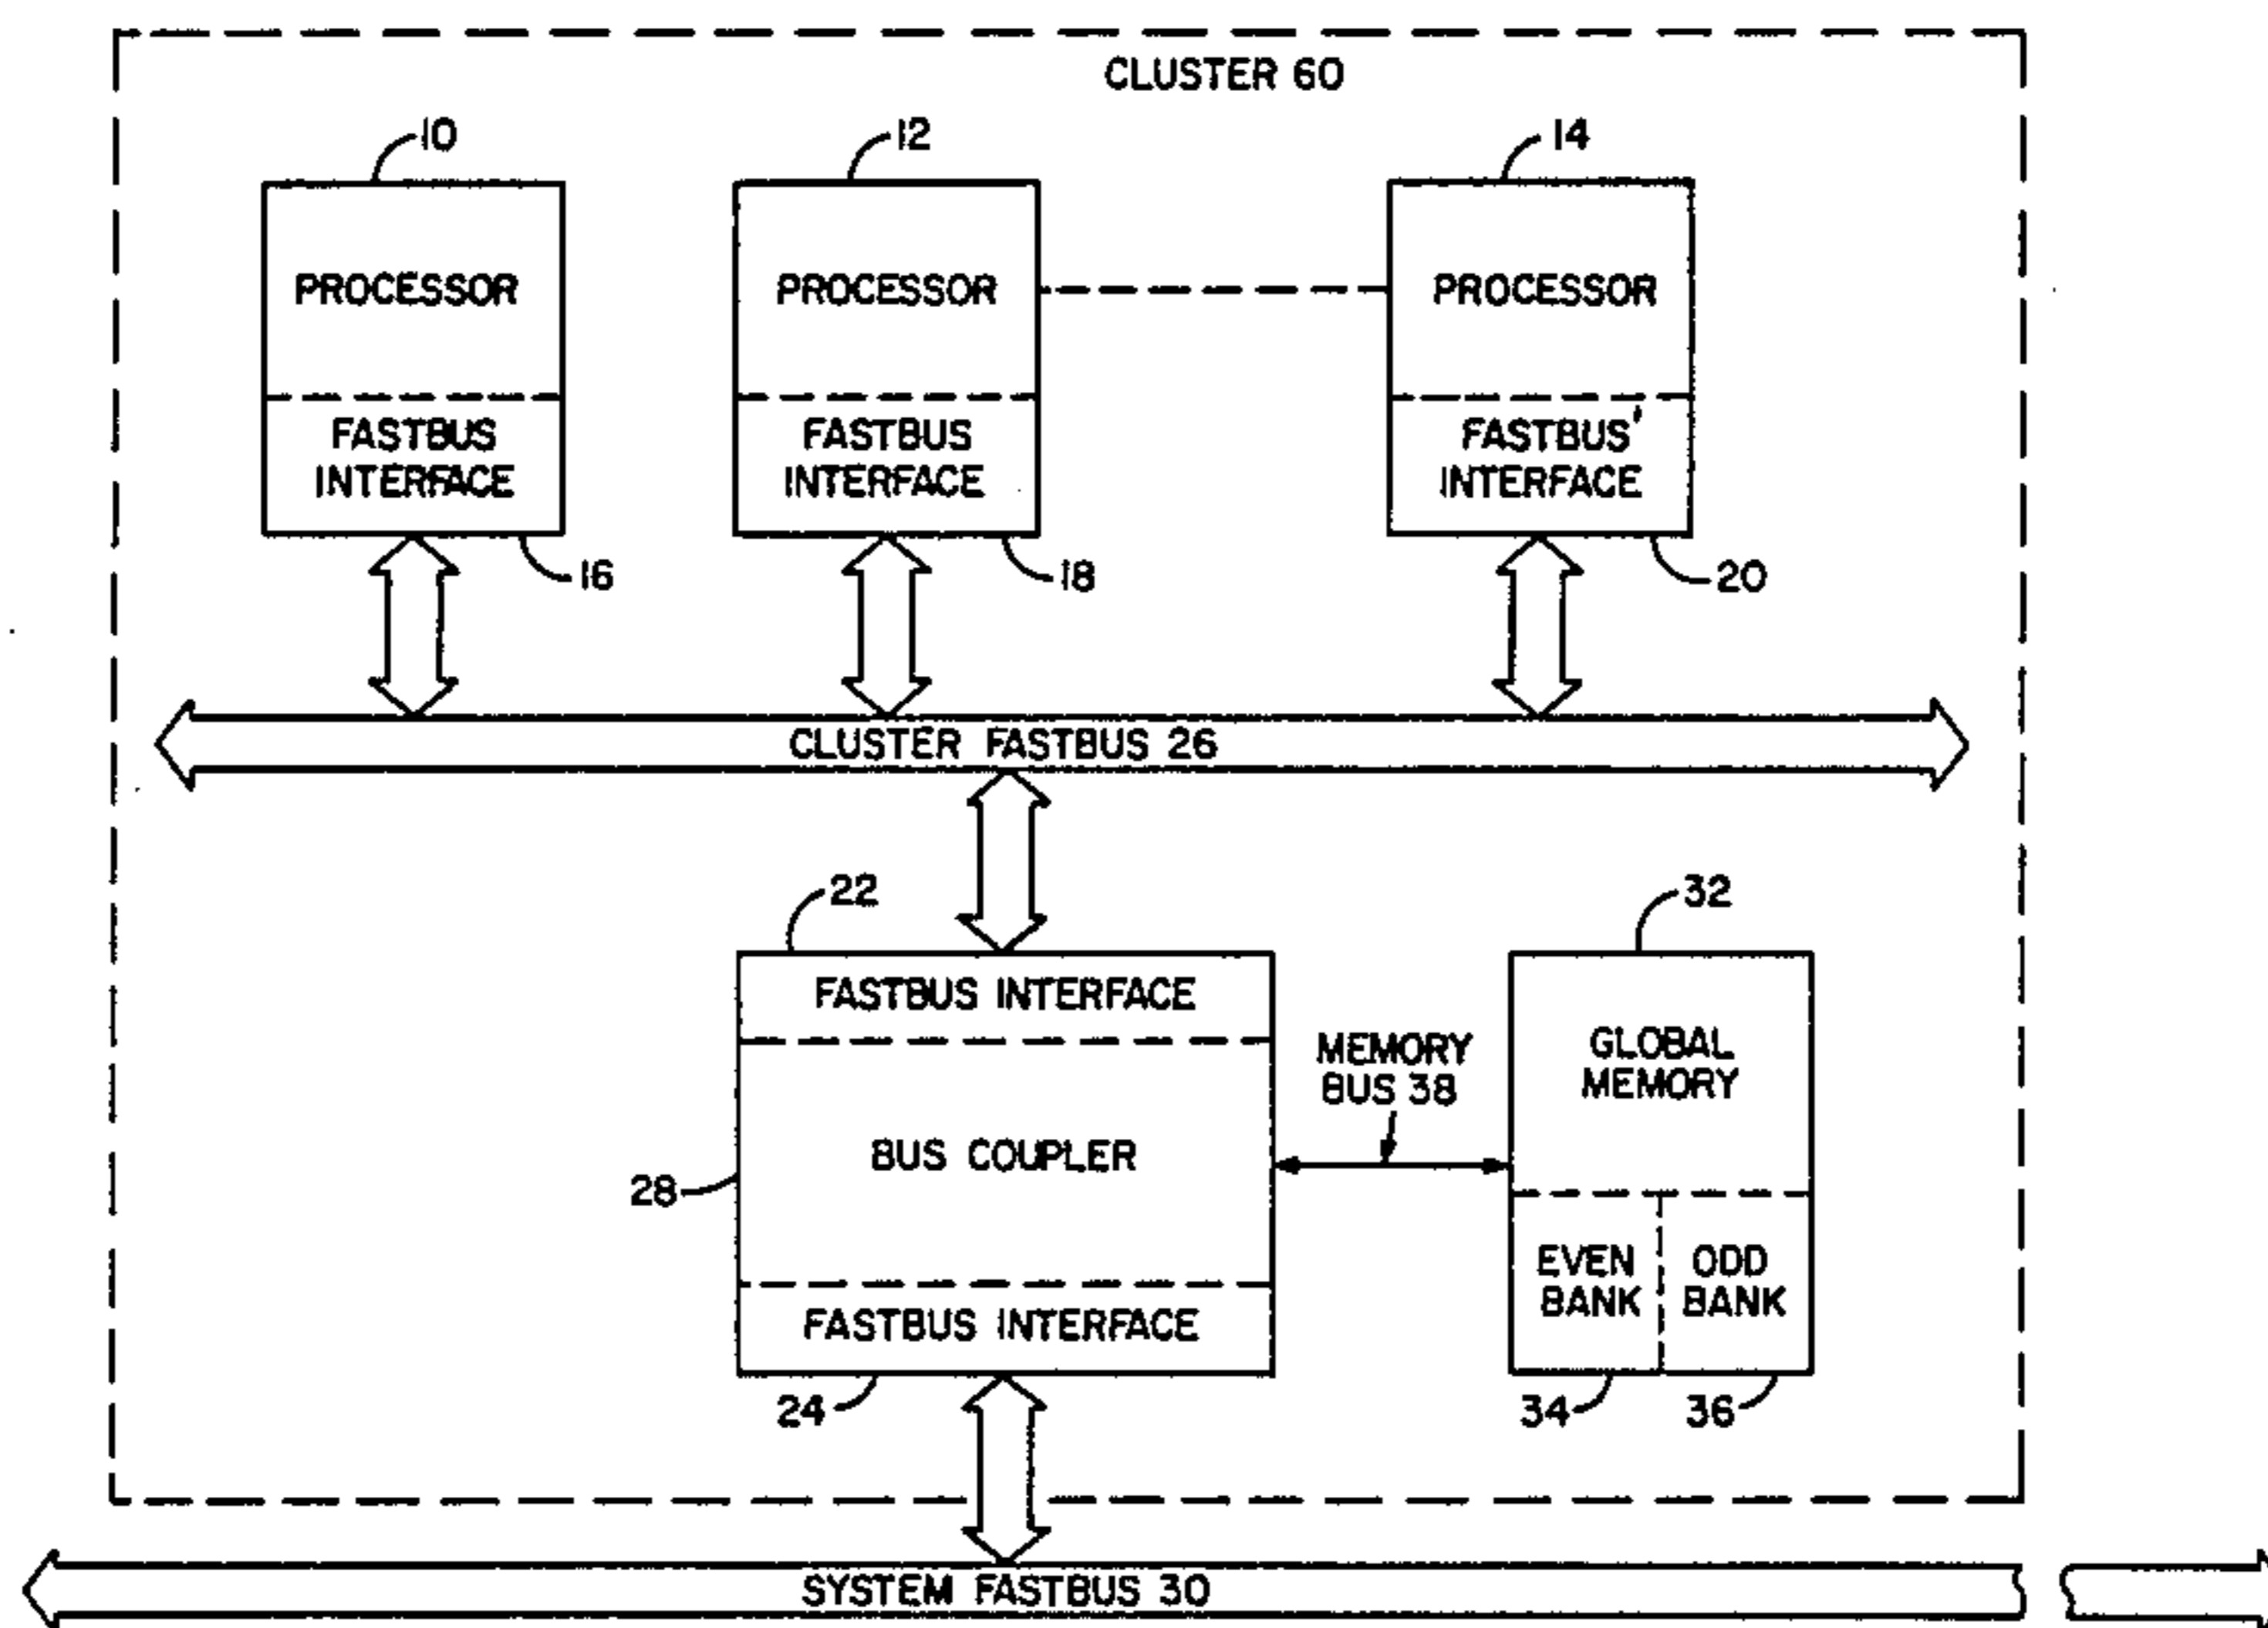 CLUSTER 60
10
12
14
PROCESSOR
PROCESSOR
PROCESSOR
FASTBUS
INTERFACE
FASTBUS
INTERFACE
FASTBUS
INTERFACE
16
18
20
CLUSTER FASTBUS 26
22
32
FASTBUS INTERFACE
GLOBAL
MEMORY
MEMORY
BUS 38
BUS COUPLER
28
EVEN
BANK
ODD
BANK
FASTBUS INTERFACE
24
34
36
SYSTEM FASTBUS 30